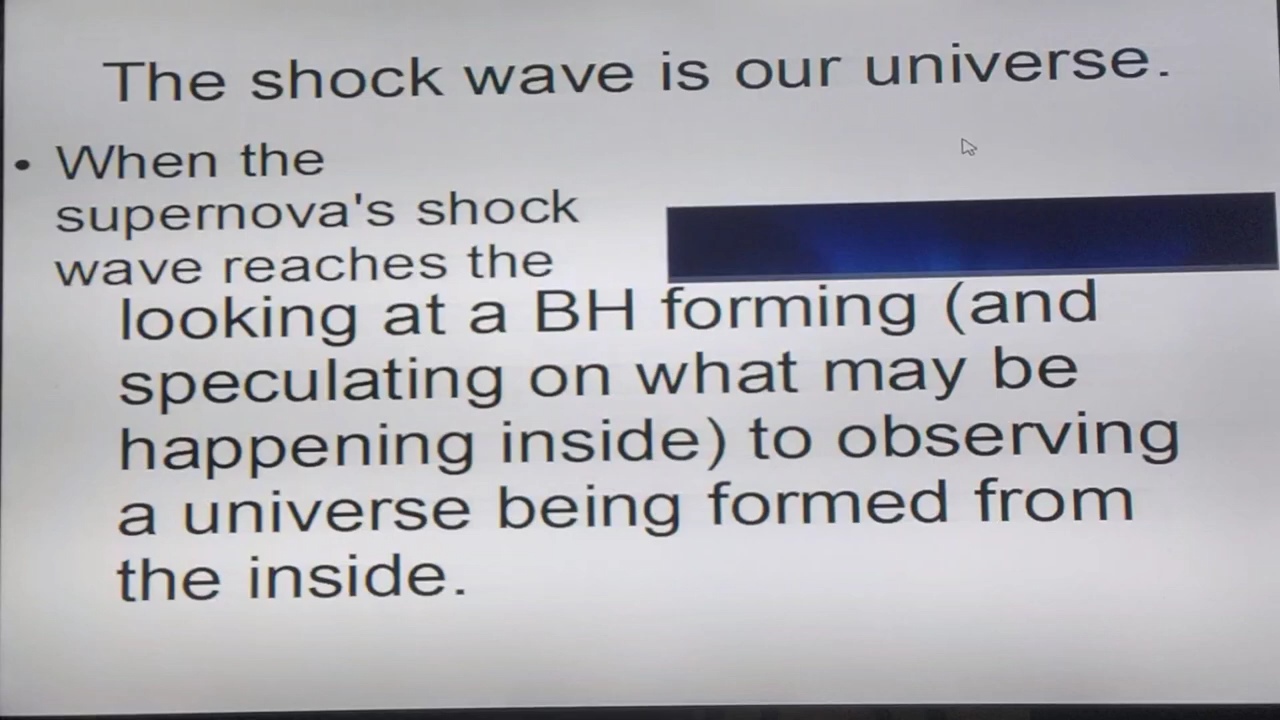 The shock wave is our universe.
• When the
supernova's shock
wave reaches the
looking at a BH forming (and
speculating on what may be
happening inside) to observing
a universe being formed from
the inside.